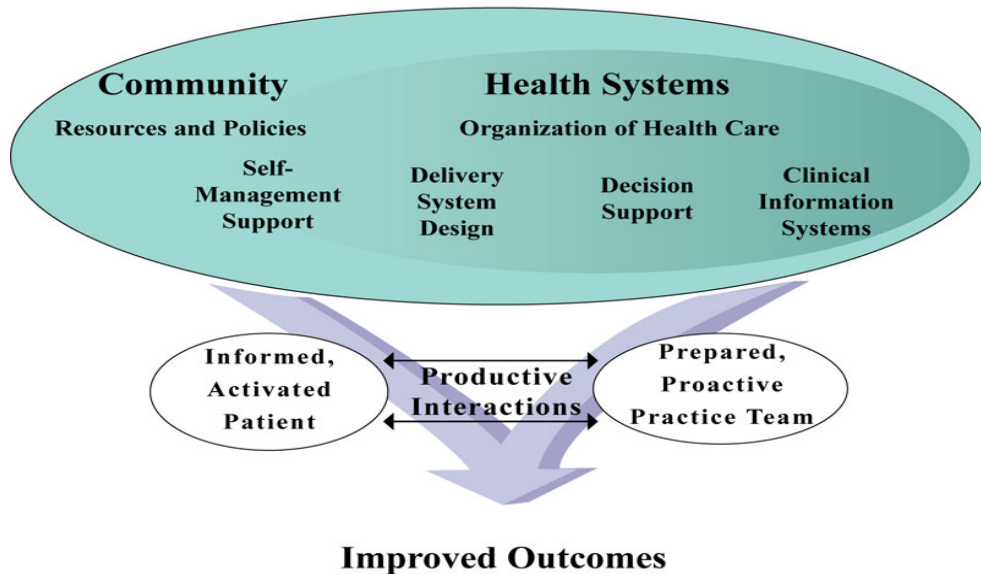 Community
Health Systems
Resources and Policies
Organization of Health Care
Self-
Management
Support
Delivery
System
Design
Decision
Support
Clinical
Information
Systems
Informed,
Activated
Patient
Productive
Interactions
Prepared,
Proactive
Practice Team
Improved Outcomes